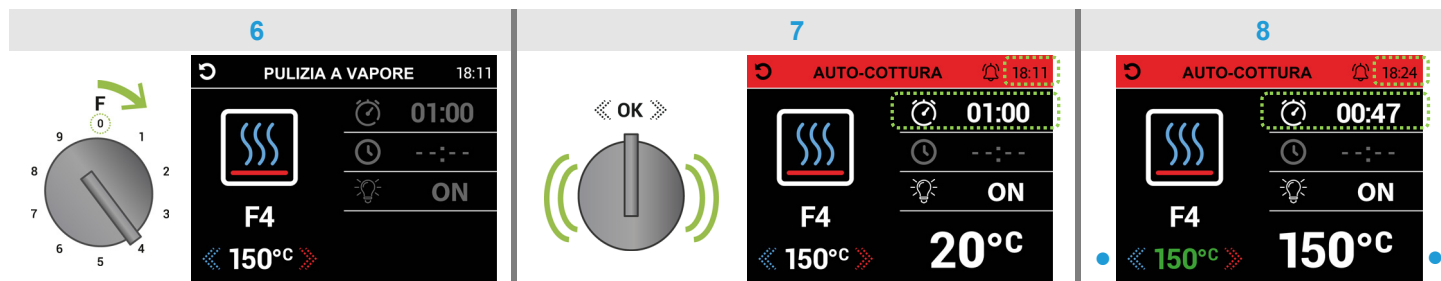 6
F
0
1
2
3
4
5
6
7
8
9
PULIZIA A VAPORE 18:11
01:00
--:--
ON
F4
150°C
7
OK
AUTO-COTTURA 18:11
01:00
--:--
ON
F4
150°C
20°C
8
AUTO-COTTURA 18:24
00:47
--:--
ON
F4
150°C
150°C